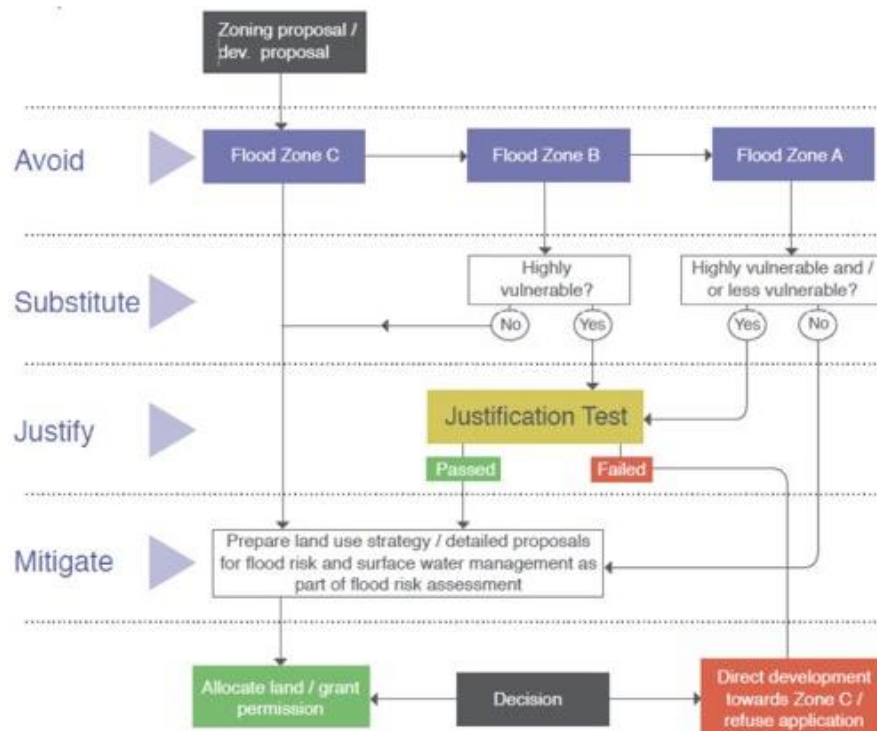 Zoning proposal /
dev. proposal
Avoid
Flood Zone C
Flood Zone B
Flood Zone A
Substitute
Highly
vulnerable?
No
Yes
Highly vulnerable and /
or less vulnerable?
Yes
No
Justify
Justification Test
Passed
Failed
Mitigate
Prepare land use strategy / detailed proposals
for flood risk and surface water management as
part of flood risk assessment
Allocate land / grant
permission
Decision
Direct development
towards Zone C /
refuse application